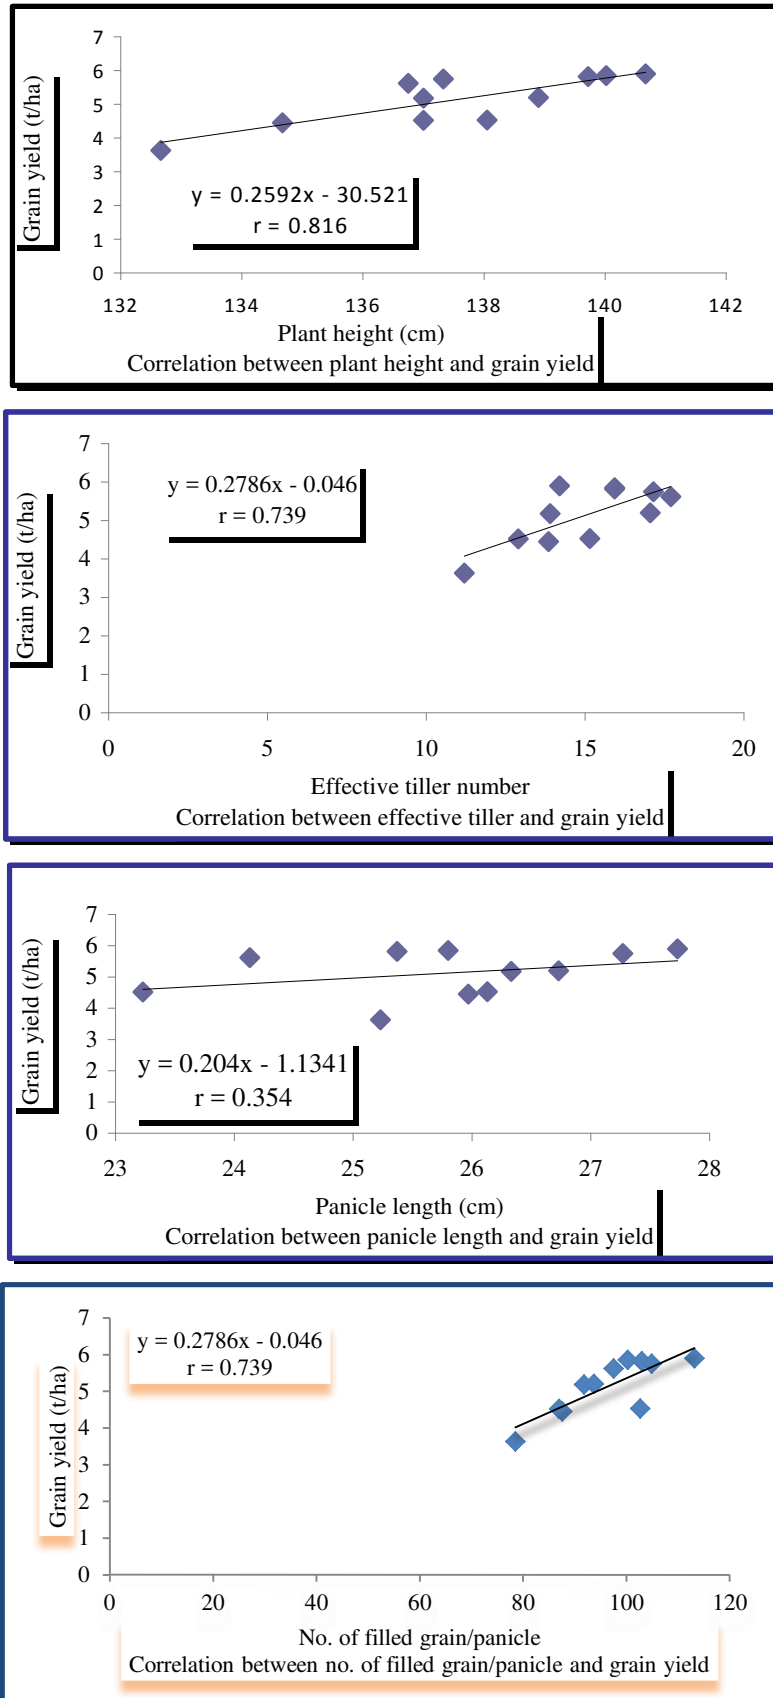 Grain yield (t/ha)
7
6
5
4
3
2
1
0
y = 0.2592x - 30.521
r = 0.816
132 134 136 138 140 142
Plant height (cm)
Correlation between plant height and grain yield
Grain yield (t/ha)
7
6
5
4
3
2
1
0
y = 0.2786x - 0.046
r = 0.739
0 5 10 15 20
Effective tiller number
Correlation between effective tiller and grain yield
Grain yield (t/ha)
7
6
5
4
3
2
1
0
y = 0.204x - 1.1341
r = 0.354
23 24 25 26 27 28
Panicle length (cm)
Correlation between panicle length and grain yield
Grain yield (t/ha)
7
6
5
4
3
2
1
0
y = 0.2786x - 0.046
r = 0.739
0 20 40 60 80 100 120
No. of filled grain/panicle
Correlation between no. of filled grain/panicle and grain yield